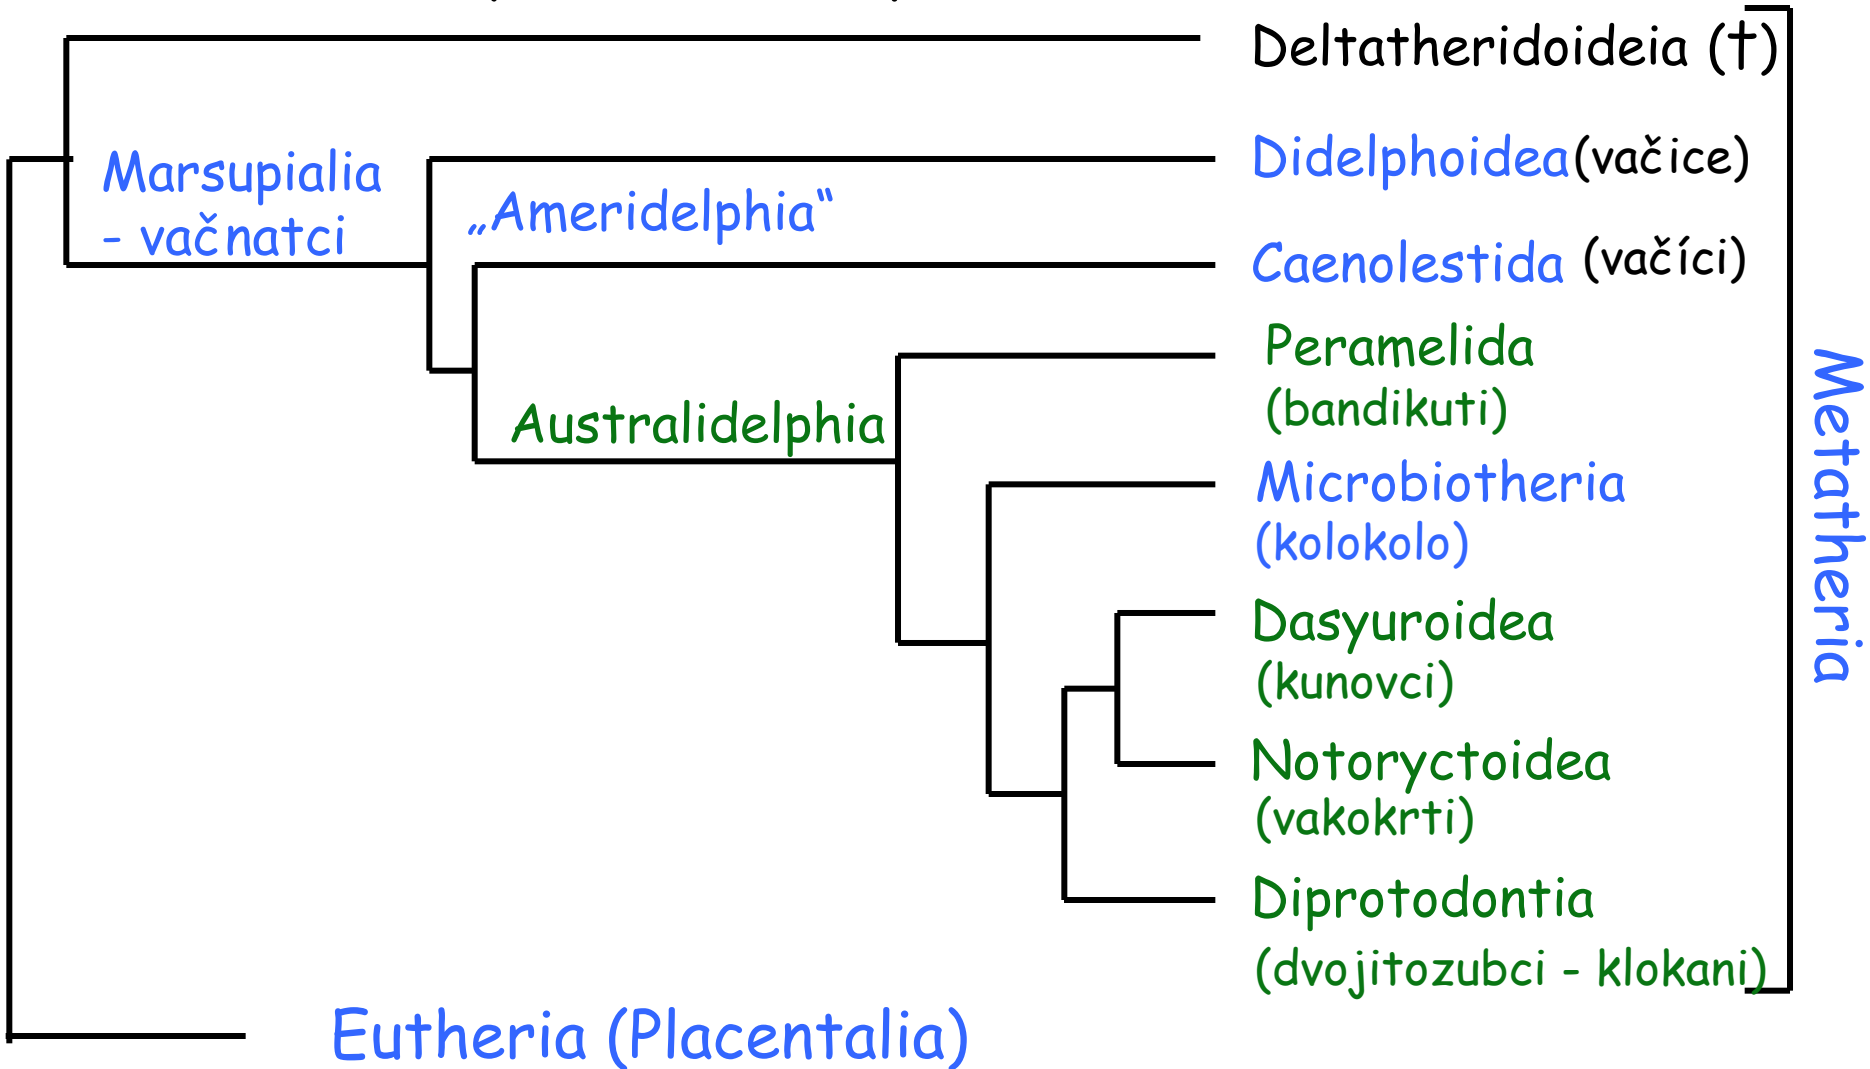 Deltatheridoideia (†)
Marsupialia
- vačnatci
Didelphoidea (vačice)
„Ameridelphia“
Caenolestida (vačíci)
Peramelida
(bandikuti)
Australidelphia
Microbiotheria
(kolokolo)
Dasyuroidea
(kunovci)
Notoryctoidea
(vakokrti)
Diprotodontia
(dvojitozubci - klokani)
Metatheria
Eutheria (Placentalia)